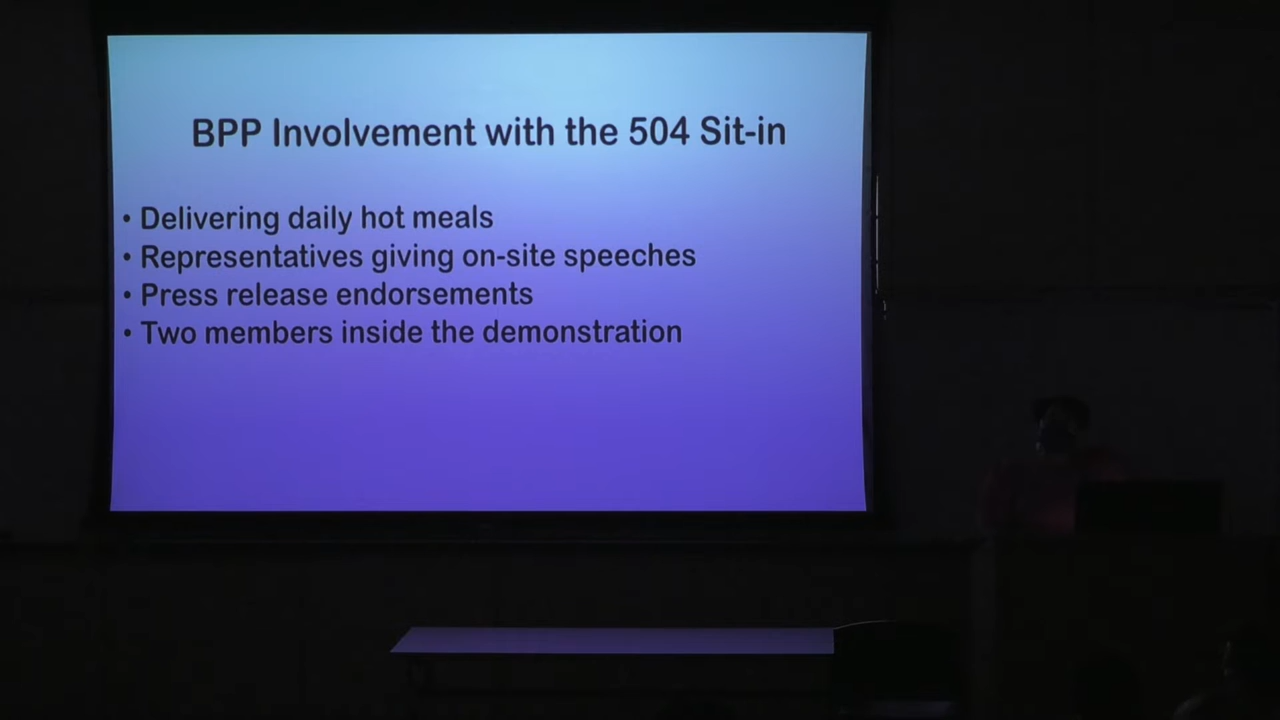 BPP Involvement with the 504 Sit-in
• Delivering daily hot meals
• Representatives giving on-site speeches
• Press release endorsements
• Two members inside the demonstration